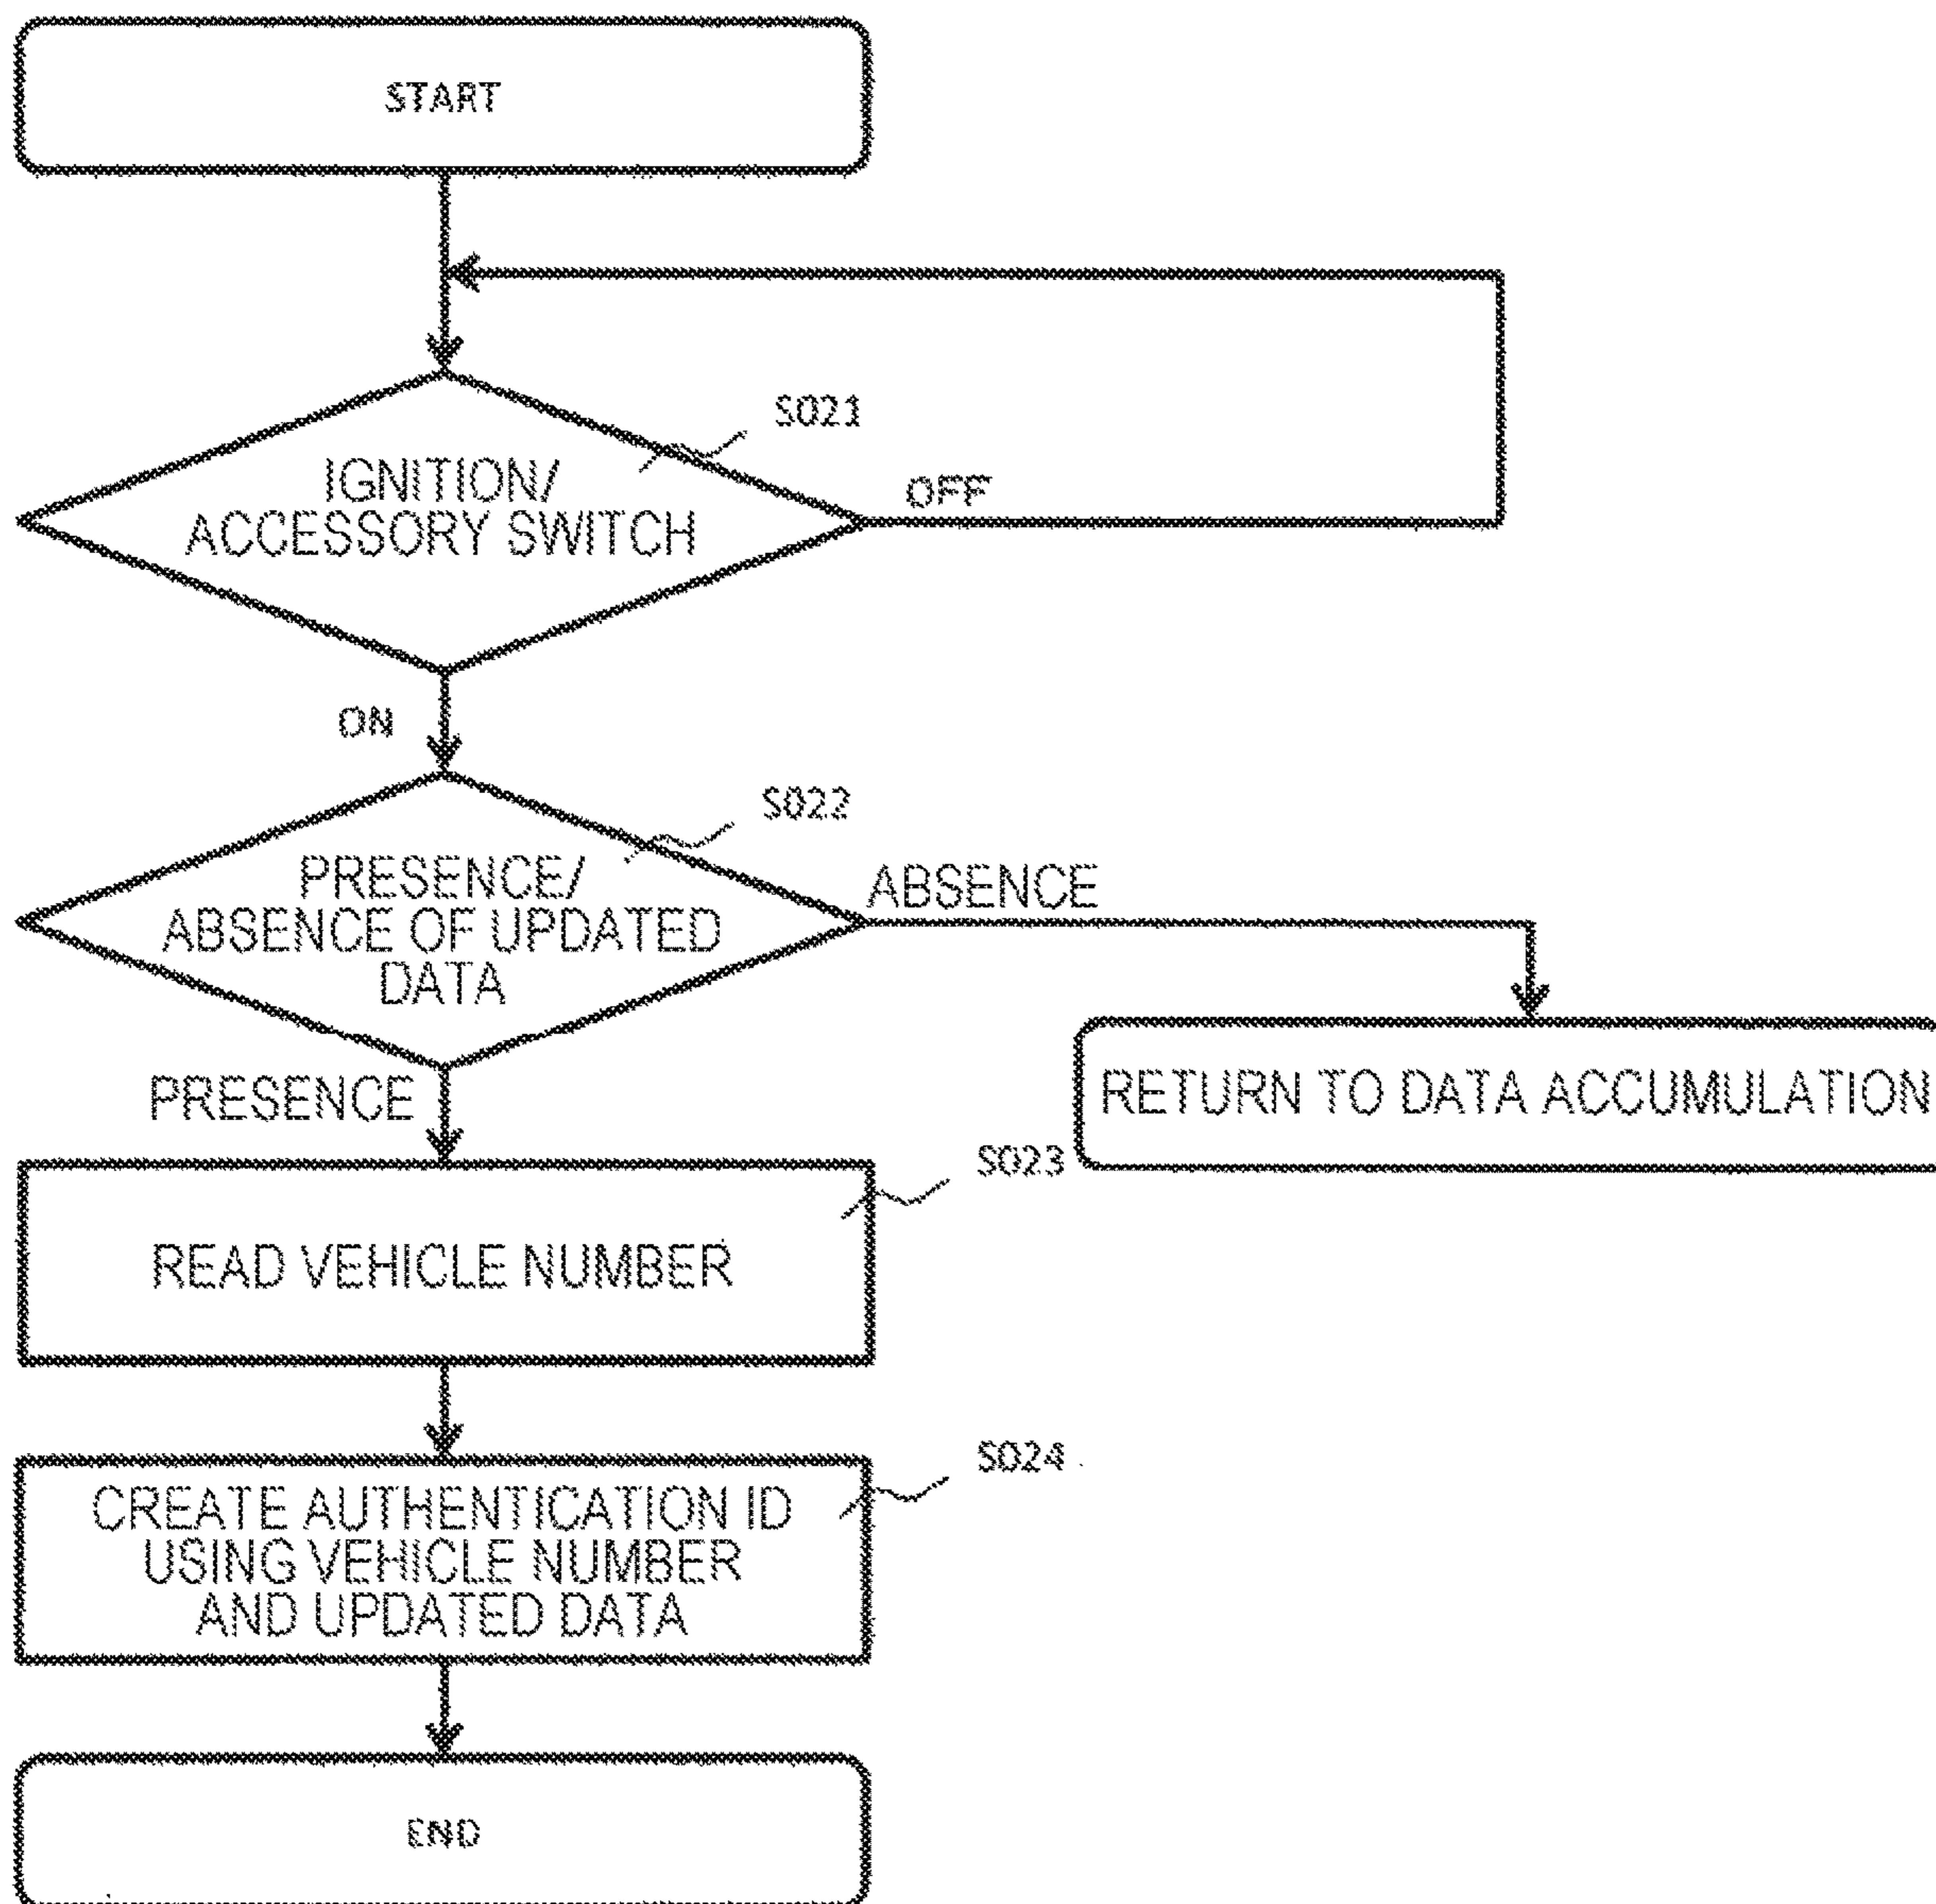 START
S021
IGNITION/
ACCESSORY SWITCH
OFF
ON
S022
PRESENCE/
ABSENCE OF UPDATED
DATA
ABSENCE
PRESENCE
RETURN TO DATA ACCUMULATION
S023
READ VEHICLE NUMBER
S024
CREATE AUTHENTICATION ID
USING VEHICLE NUMBER
AND UPDATED DATA
END